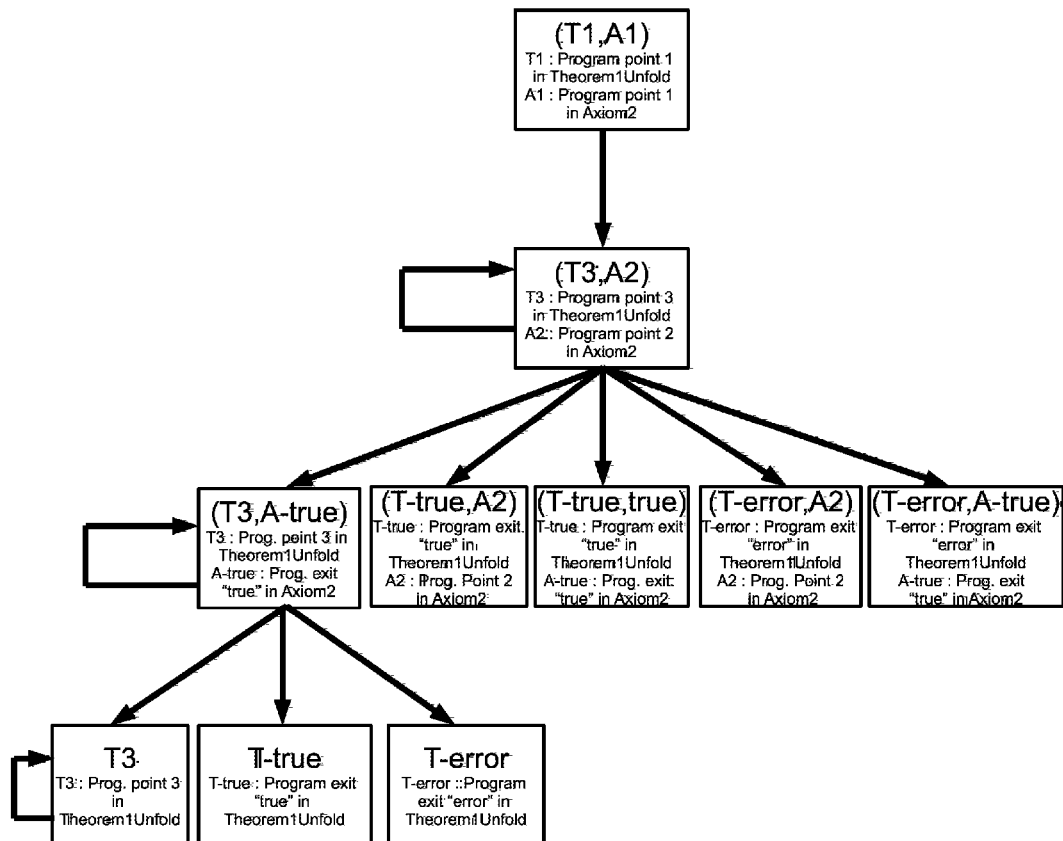 (T1,A1)
T1 : Program point 1
in Theorem1Unfold
A1 : Program point 1
in Axiom2
(T3,A2)
T3 : Program point 3
in Theorem1Unfold
A2:: Program point 2
in Axiom2
(T3,A-true)
T3 : Prog. point 3 in
Theorem1Unfold
A-true : Prog. exit
"true" in Axiom2
(T-true,A2)
T-true : Program exit
"true" in
Theorem1Unfold
A2 : Prog. Point 2
in Axiom2
(T-true,true)
T-true : Program exit
"true" in
Theorem1Unfold
A-true : Prog. exit
"true" in Axiom2
(T-error,A2)
T-error : Program exit
"error" in
Theorem1Unfold
A2 : Prog. Point 2
in Axiom2
(T-error,A-true)
T-error : Program exit
"error" in
Theorem1Unfold
A-true : Prog. exit
"true" in Axiom2
T3
T3 : Prog. point 3
in
Theorem1Unfold
T-true
T-true : Program exit
"true" in
Theorem1Unfold
T-error
T-error : Program
exit "error" in
Theorem1Unfold